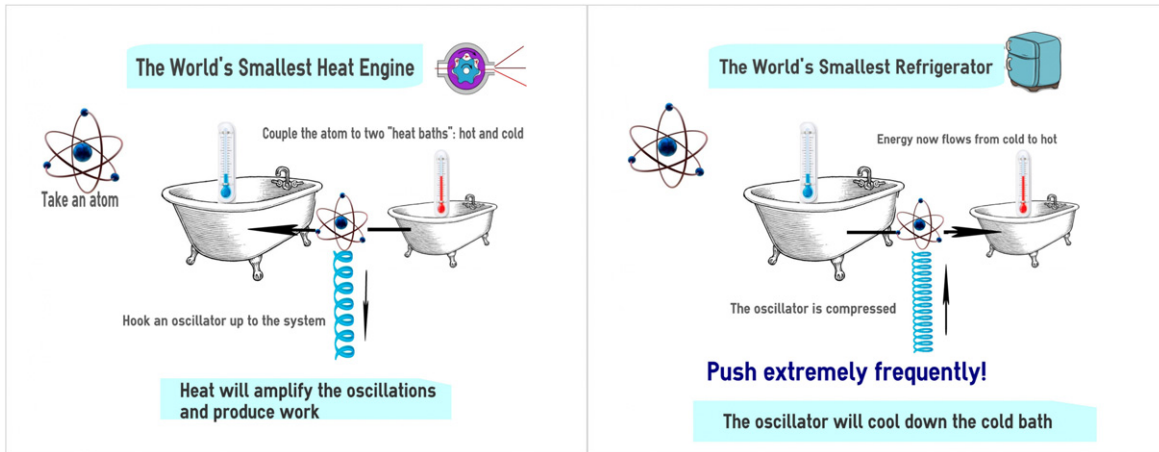 The World's Smallest Heat Engine
Couple the atom to two "heat baths": hot and cold
Take an atom
Hook an oscillator up to the system
Heat will amplify the oscillations
and produce work
The World's Smallest Refrigerator
Energy now flows from cold to hot
The oscillator is compressed
Push extremely frequently!
The oscillator will cool down the cold bath